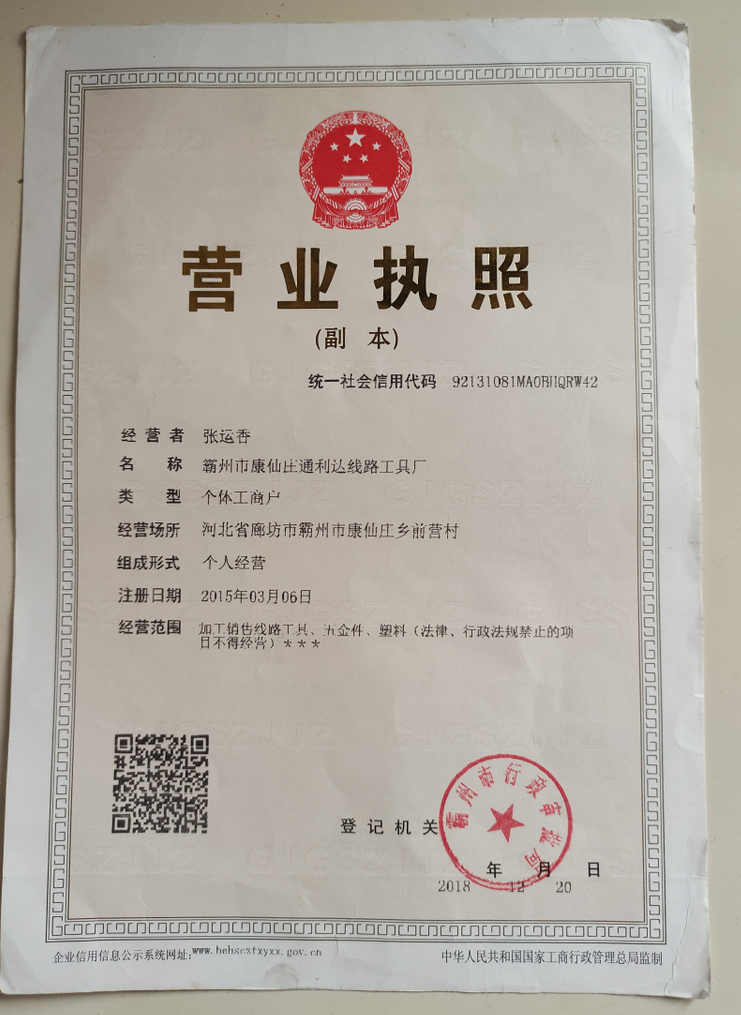 营业执照
(副 本)
统一社会信用代码 92131081MA0BHQRW42
经营者 张运香
名 称 霸州市康仙庄通利达线路工具厂
类 型 个体工商户
经营场所 河北省廊坊市霸州市康仙庄乡前营村
组成形式 个人经营
注册日期 2015年03月06日
经营范围 加工销售线路工具、五金件、塑料（法律、行政法规禁止的项
目不得经营）＊＊＊
霸州市行政审批局
登记机关
年 月 日
2018 12 20
企业信用信息公示系统网址:www.hebscztxyxx.gov.cn
中华人民共和国国家工商行政管理总局监制